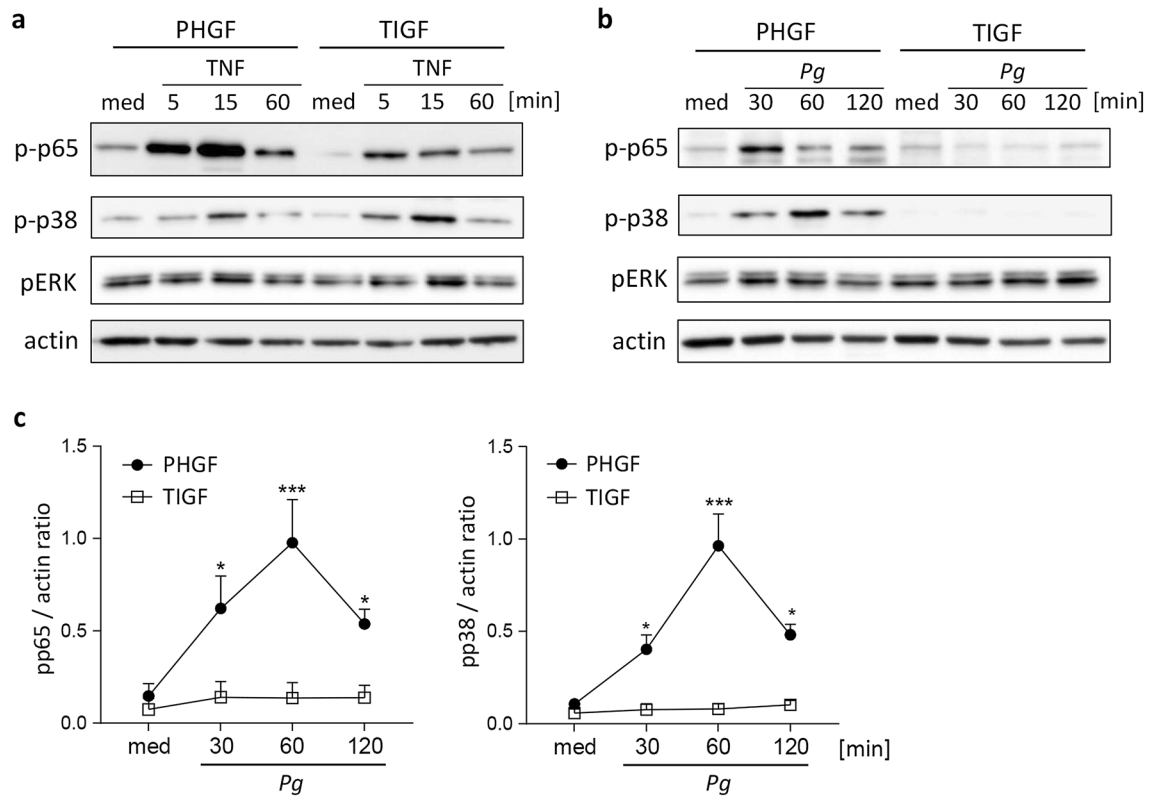 a
PHGF TIGF
TNF TNF
med 5 15 60 med 5 15 60 [min]
p-p65
p-p38
pERK
actin
b
PHGF TIGF
Pg Pg
med 30 60 120 med 30 60 120 [min]
p-p65
p-p38
pERK
actin
c
pp65 / actin ratio
1.5
1.0
0.5
0.0
PHGF
TIGF
*
***
*
med 30 60 120
Pg
pp38 / actin ratio
1.5
1.0
0.5
0.0
PHGF
TIGF
*
***
*
med 30 60 120 [min]
Pg